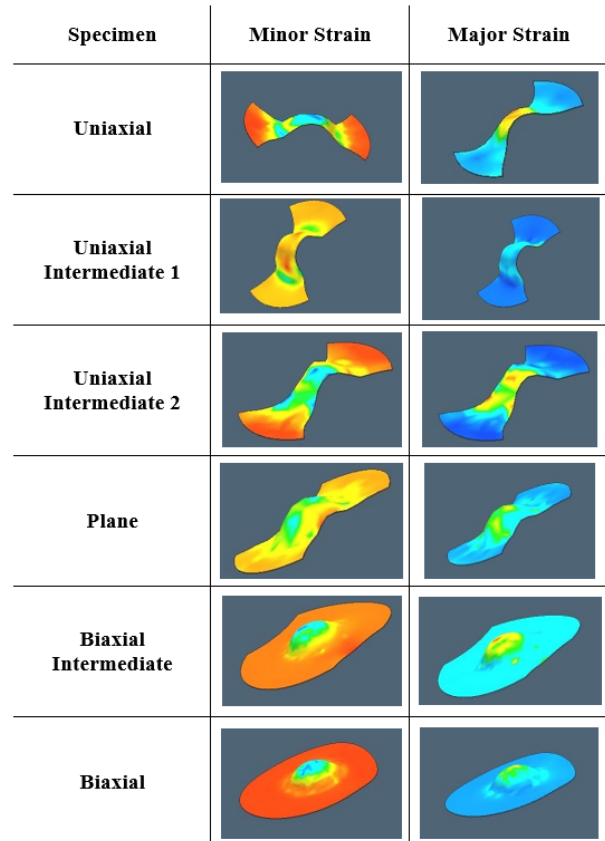 Specimen
Minor Strain
Major Strain
Uniaxial
Uniaxial
Intermediate 1
Uniaxial
Intermediate 2
Plane
Biaxial
Intermediate
Biaxial